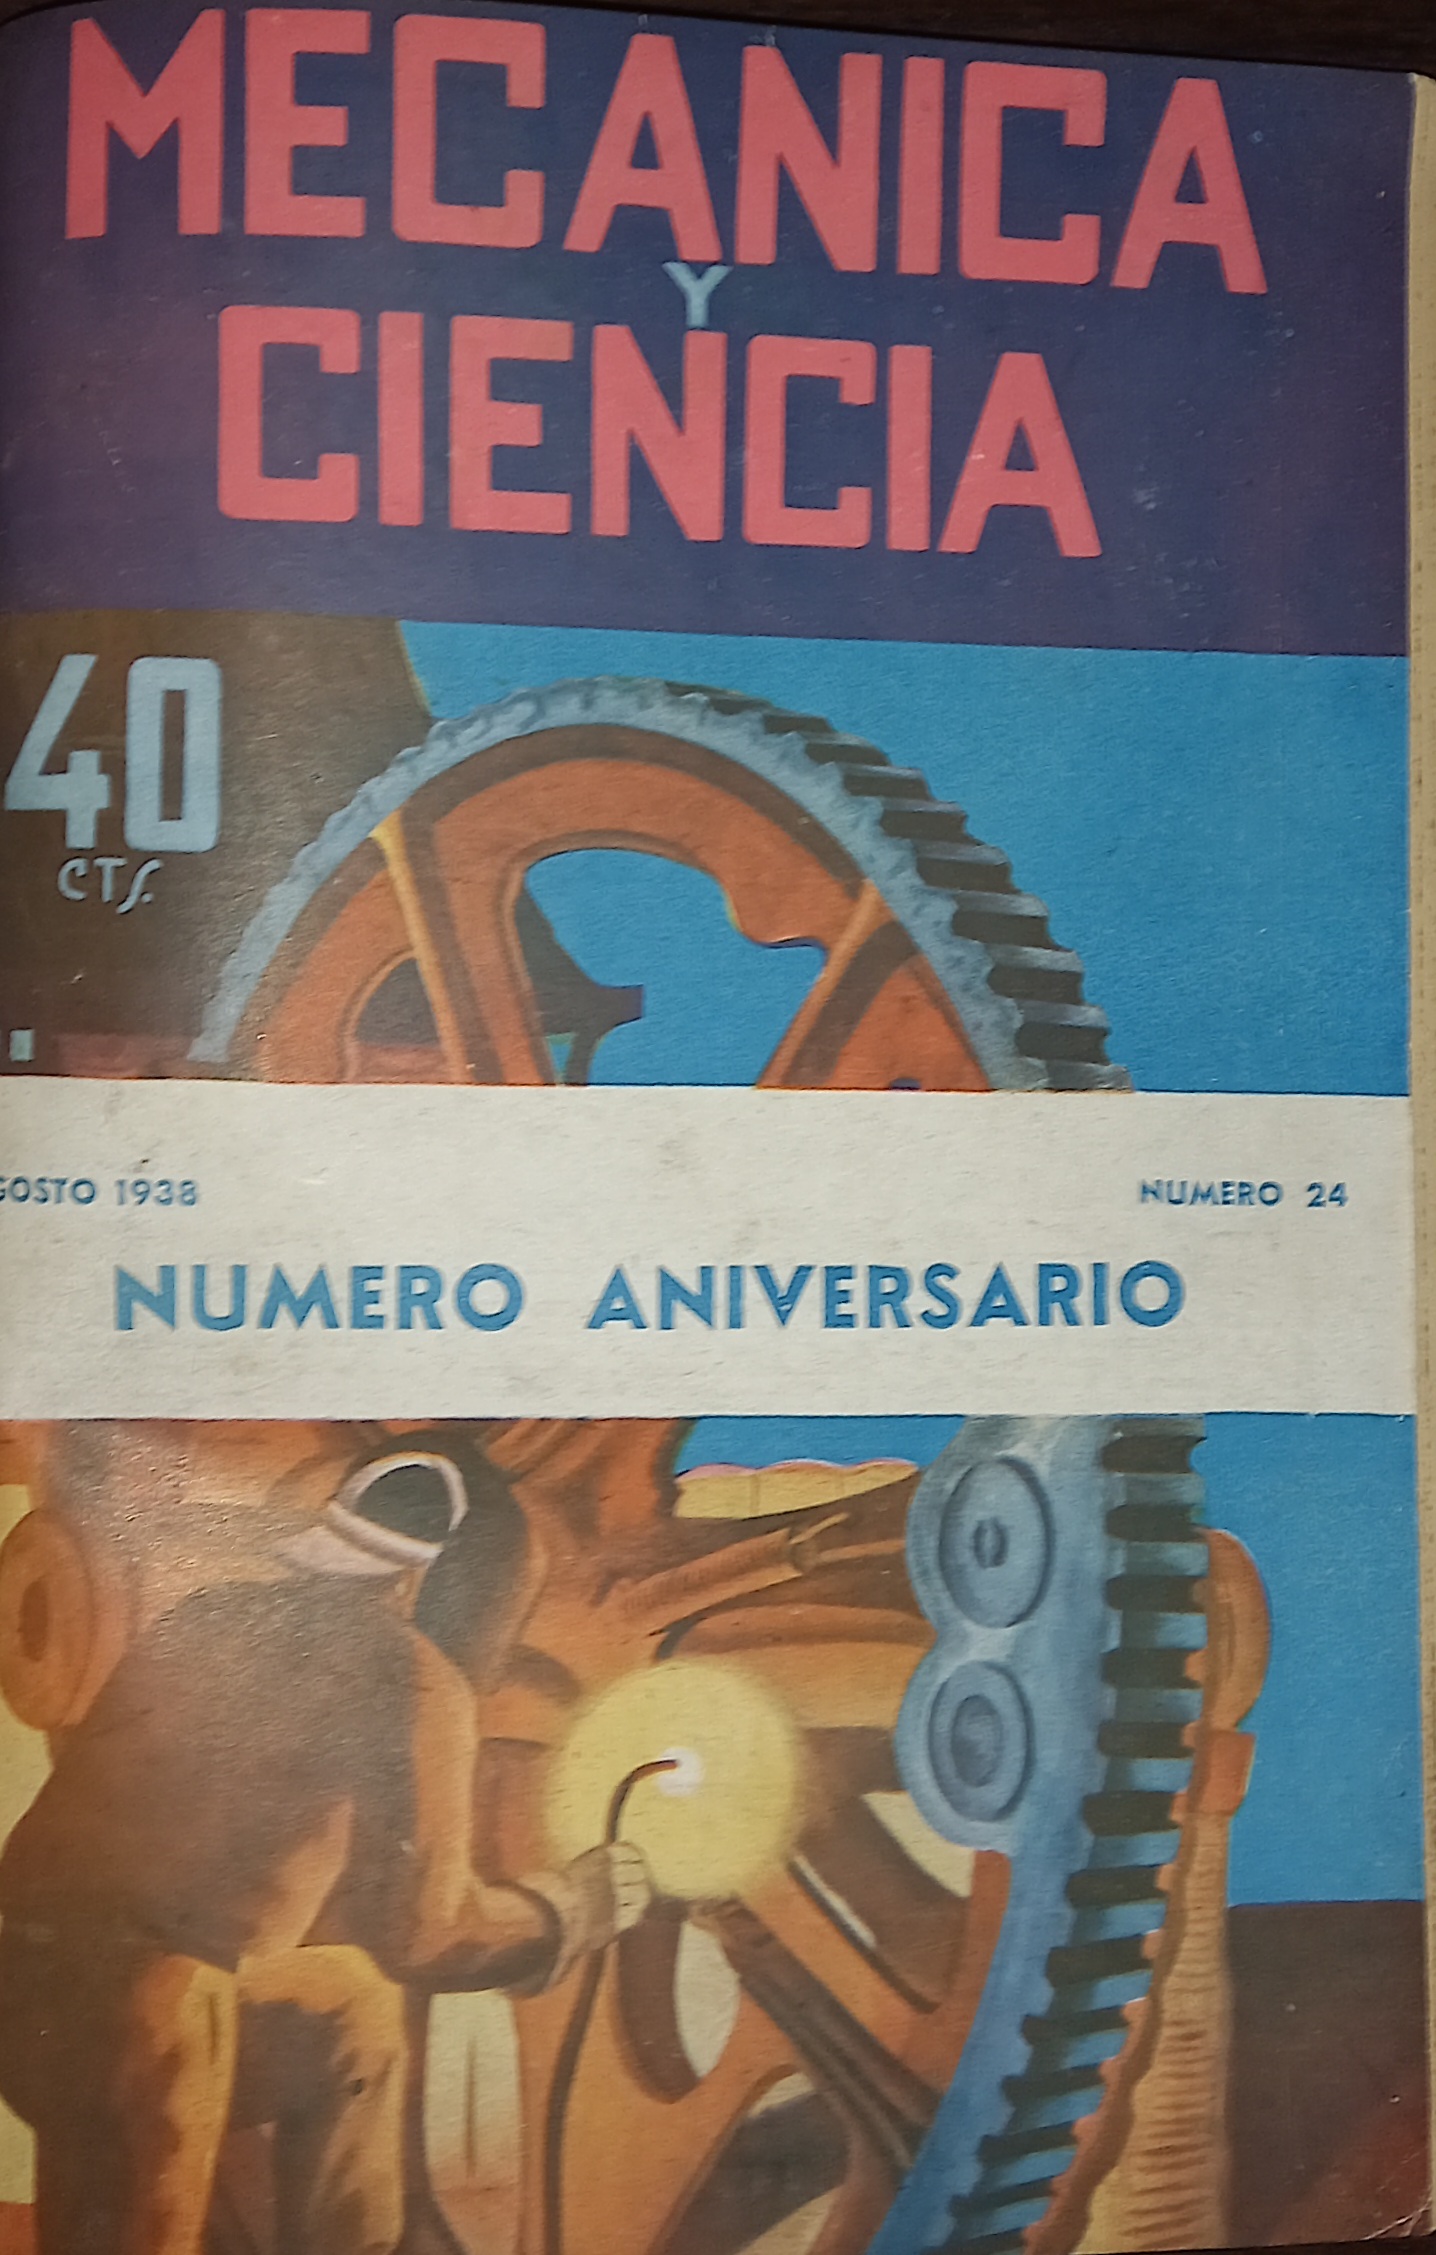 MECANICA
Y
CIENCIA
40
CTS.
GOSTO 1938
NUMERO 24
NUMERO ANIVERSARIO